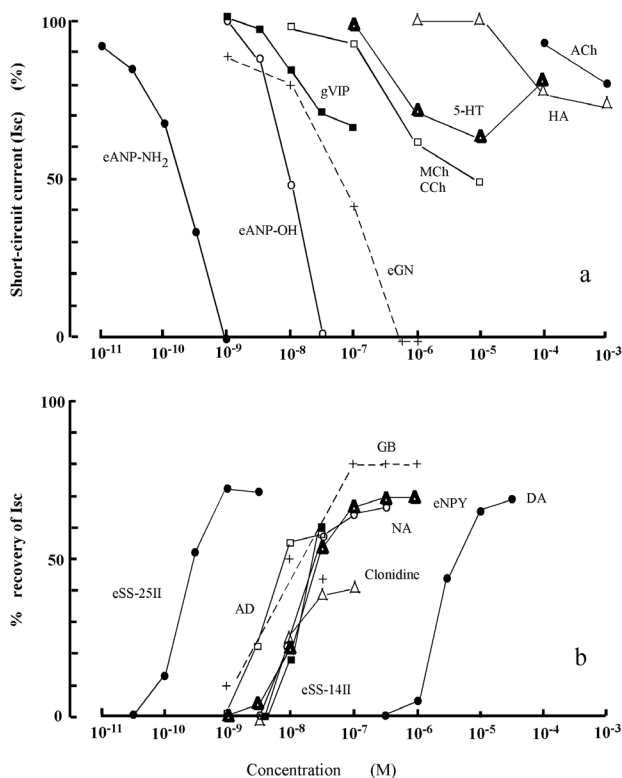 Short-circuit current (Isc) (%)
100
50
0
eANP-NH2
eANP-OH
gVIP
eGN
MCh
CCh
5-HT
HA
ACh
a
10-11 10-10 10-9 10-8 10-7 10-6 10-5 10-4 10-3
% recovery of Isc
100
50
0
GB
eNPY
NA
DA
Clonidine
eSS-25II
AD
eSS-14II
b
10-11 10-10 10-9 10-8 10-7 10-6 10-5 10-4 10-3
Concentration (M)